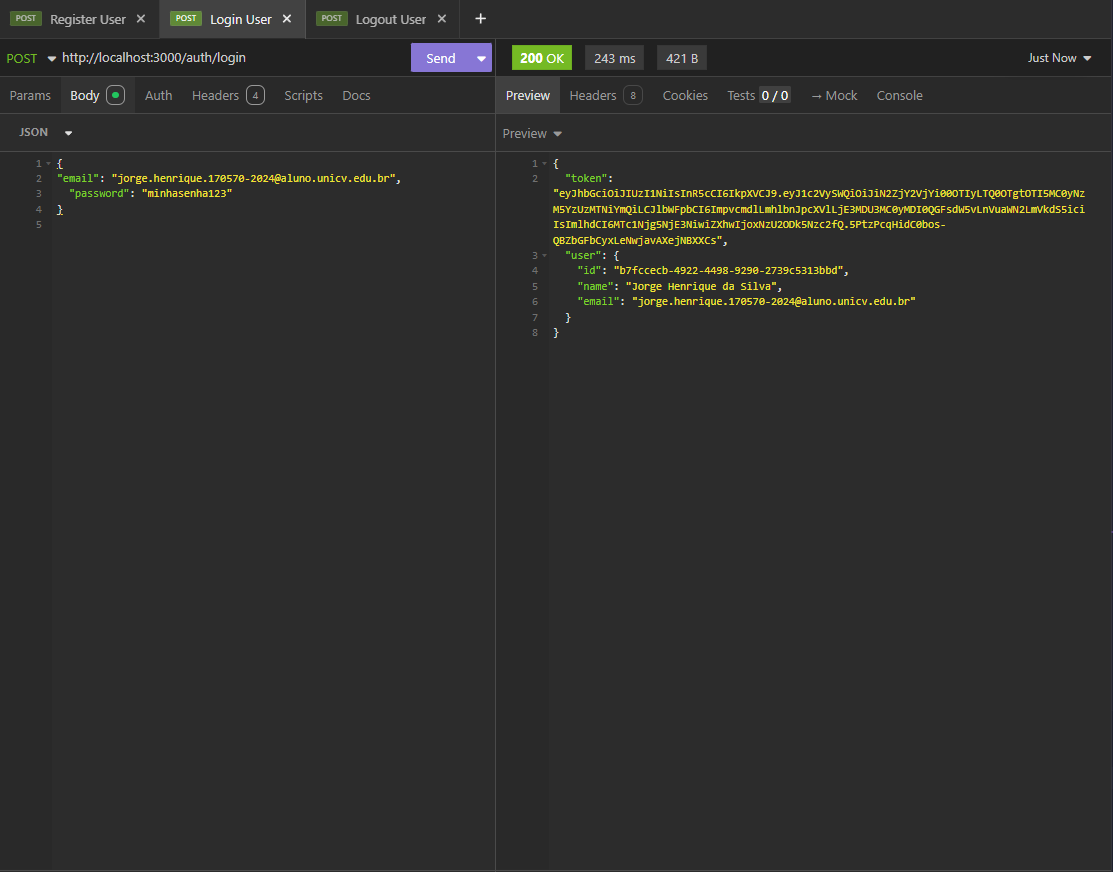 POST Register User × POST Login User × POST Logout User × +
POST http://localhost:3000/auth/login Send 200 OK 243 ms 421 B Just Now
Params Body Auth Headers 4 Scripts Docs Preview Headers 8 Cookies Tests 0 / 0 → Mock Console
JSON
Preview
1 {
2 "email": "jorge.henrique.170570-2024@aluno.unicv.edu.br",
3 "password": "minhasenha123"
4 }
5
1 {
2 "token":
"eyJhbGciOiJIUzI1NiIsInR5cCI6IkpXVCJ9.eyJ1c2VySWQiOiJiN2ZjY2VjYi00OTIyLTQ0OTgtOTI5MC0yNz
M5YzUzMTNiYmQiLCJlbWFpbCI6ImpvcmdlLmhlbnJpcXVlLjE3MDU3MC0yMDI0QGFsdW5vLnVuaWN2LmVkdS5ici
IsImlhdCI6MTc1Njg5NjE3NiwiZXhwIjoxNzU2ODk5Nzc2fQ.5PtzPcqHidC0bos-
QBZbGFbCyxLeNwjavAXejNBXXCs",
3 "user": {
4 "id": "b7fccecb-4922-4498-9290-2739c5313bbd",
5 "name": "Jorge Henrique da Silva",
6 "email": "jorge.henrique.170570-2024@aluno.unicv.edu.br"
7 }
8 }